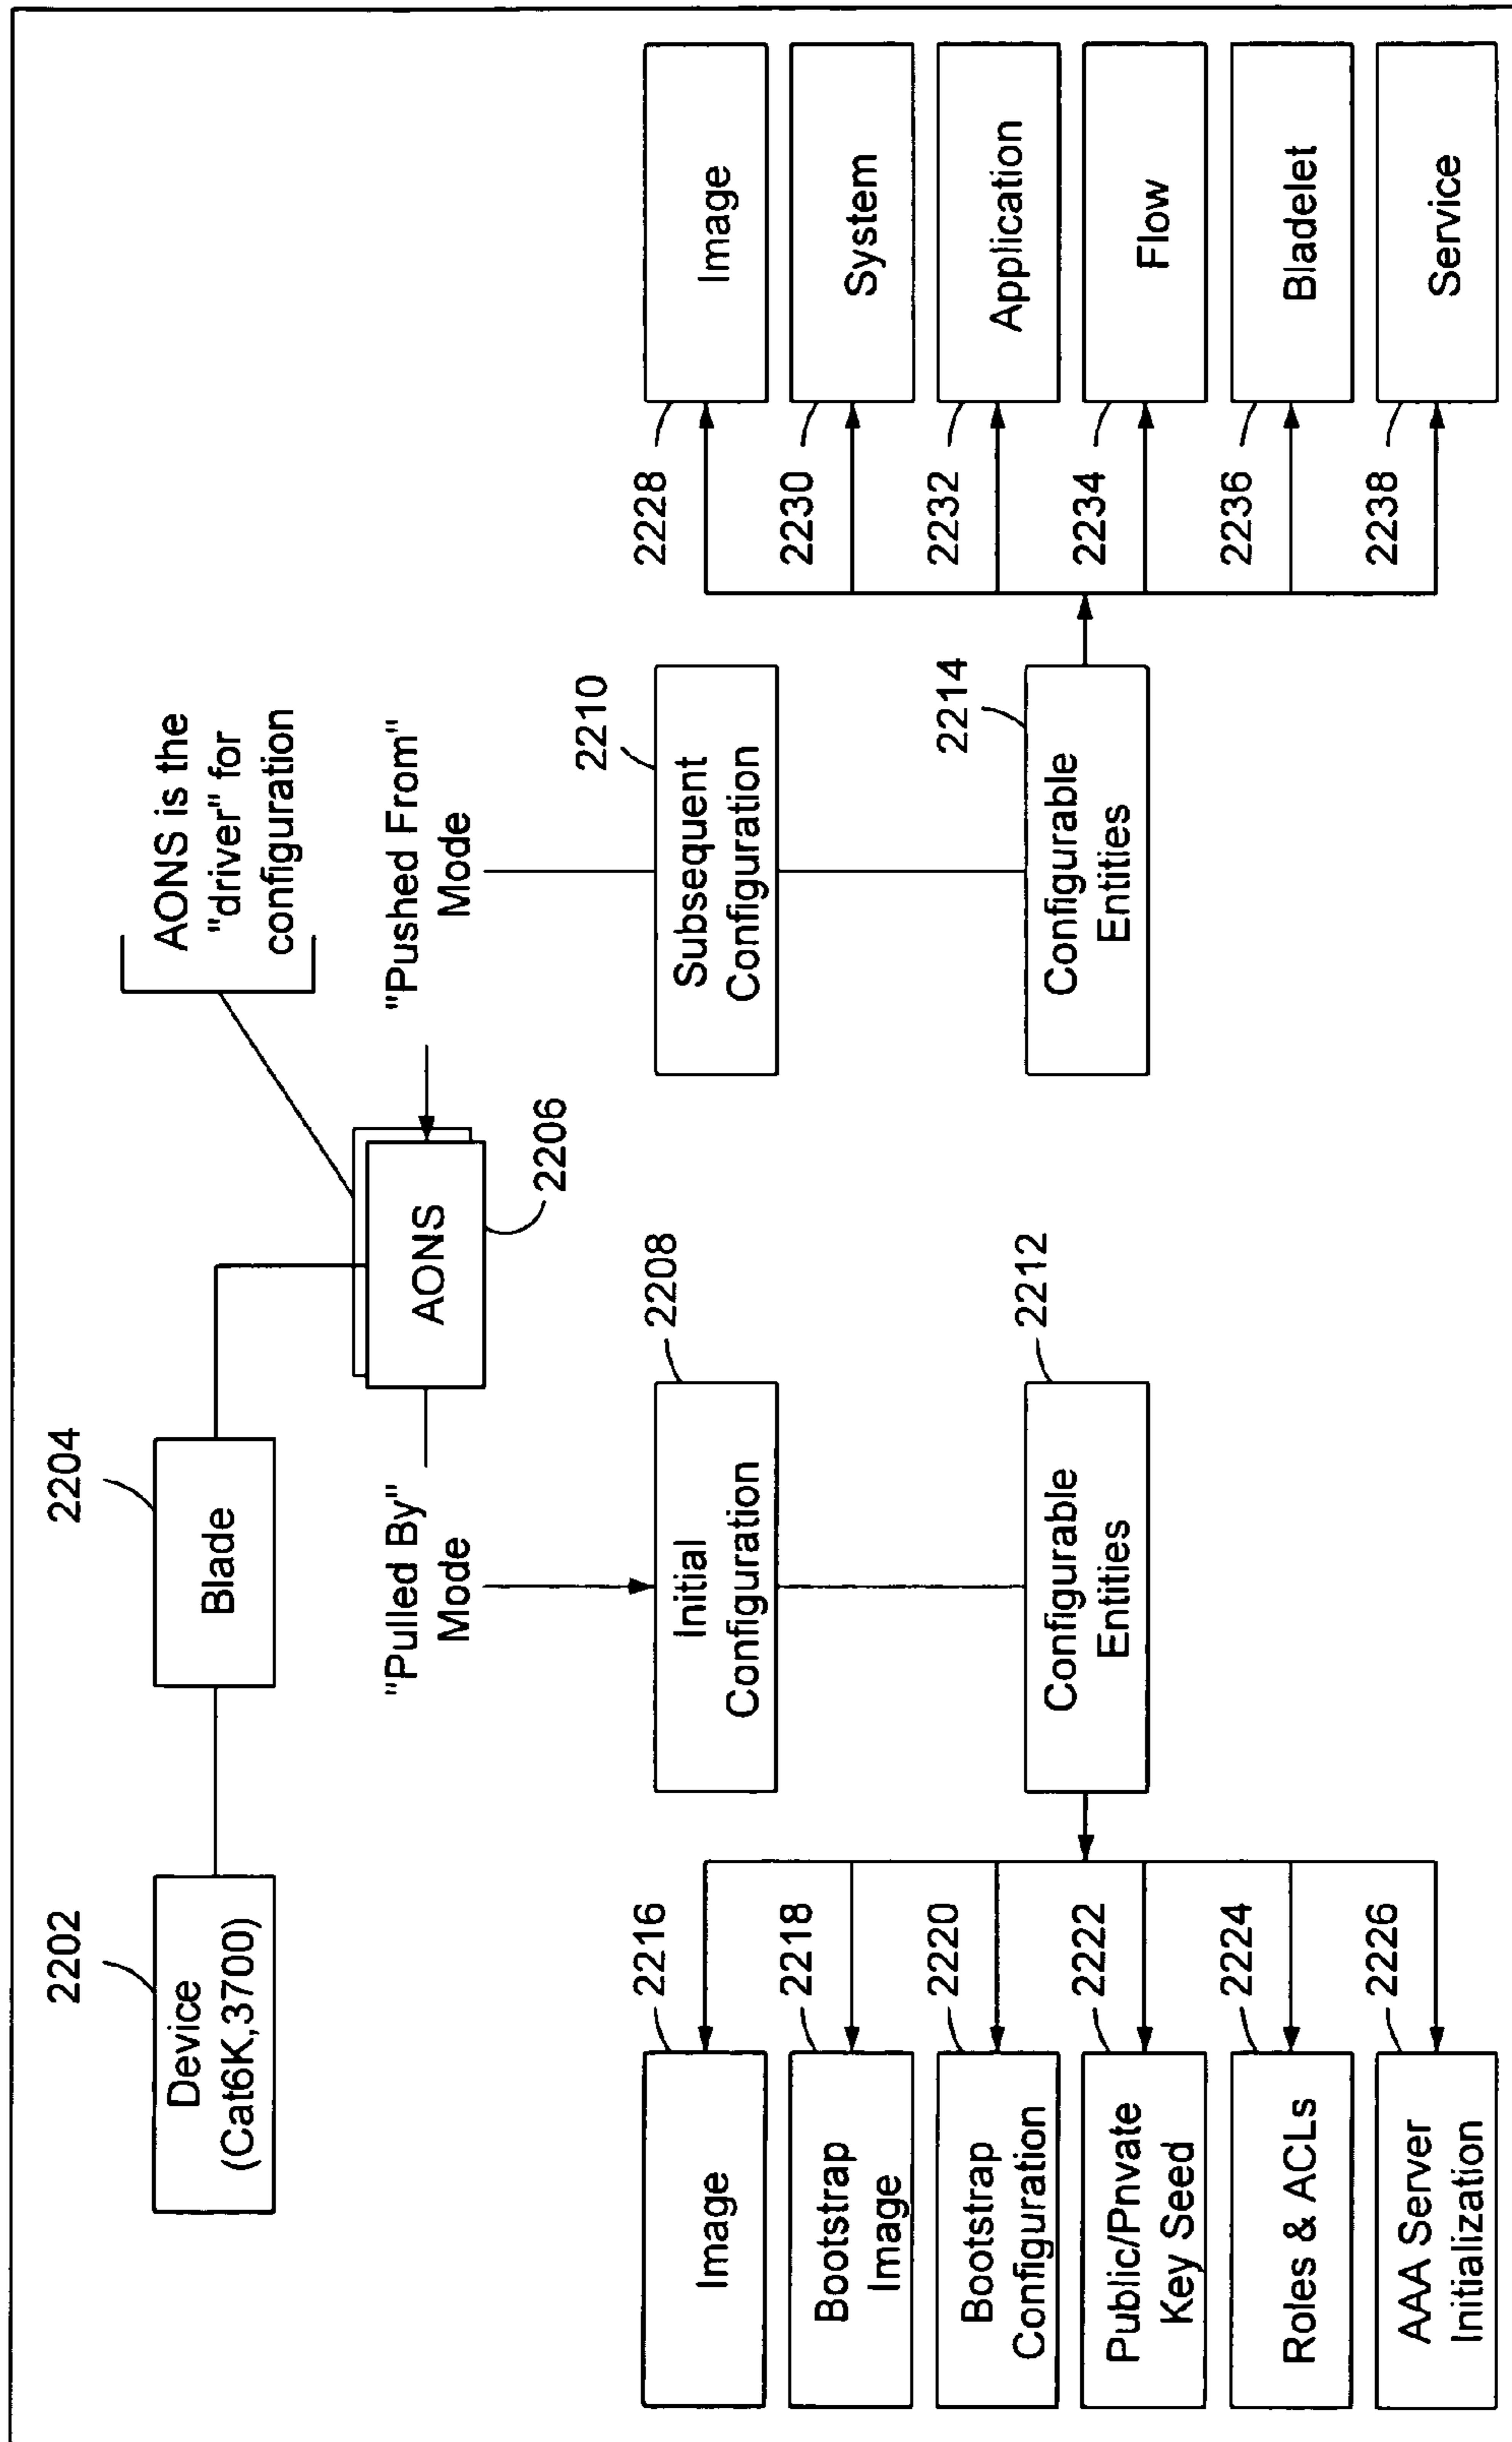 2202
Device
(Cat6K,3700)
2204
Blade
AONS is the
"driver" for
configuration
AONS
2206
"Pulled By"
Mode
"Pushed From"
Mode
2208
Initial
Configuration
2210
Subsequent
Configuration
2212
Configurable
Entities
2214
Configurable
Entities
2216
Image
2218
Bootstrap
Image
2220
Bootstrap
Configuration
2222
Public/Pnvate
Key Seed
2224
Roles & ACLs
2226
AAA Server
Initialization
2228
Image
2230
System
2232
Application
2234
Flow
2236
Bladelet
2238
Service